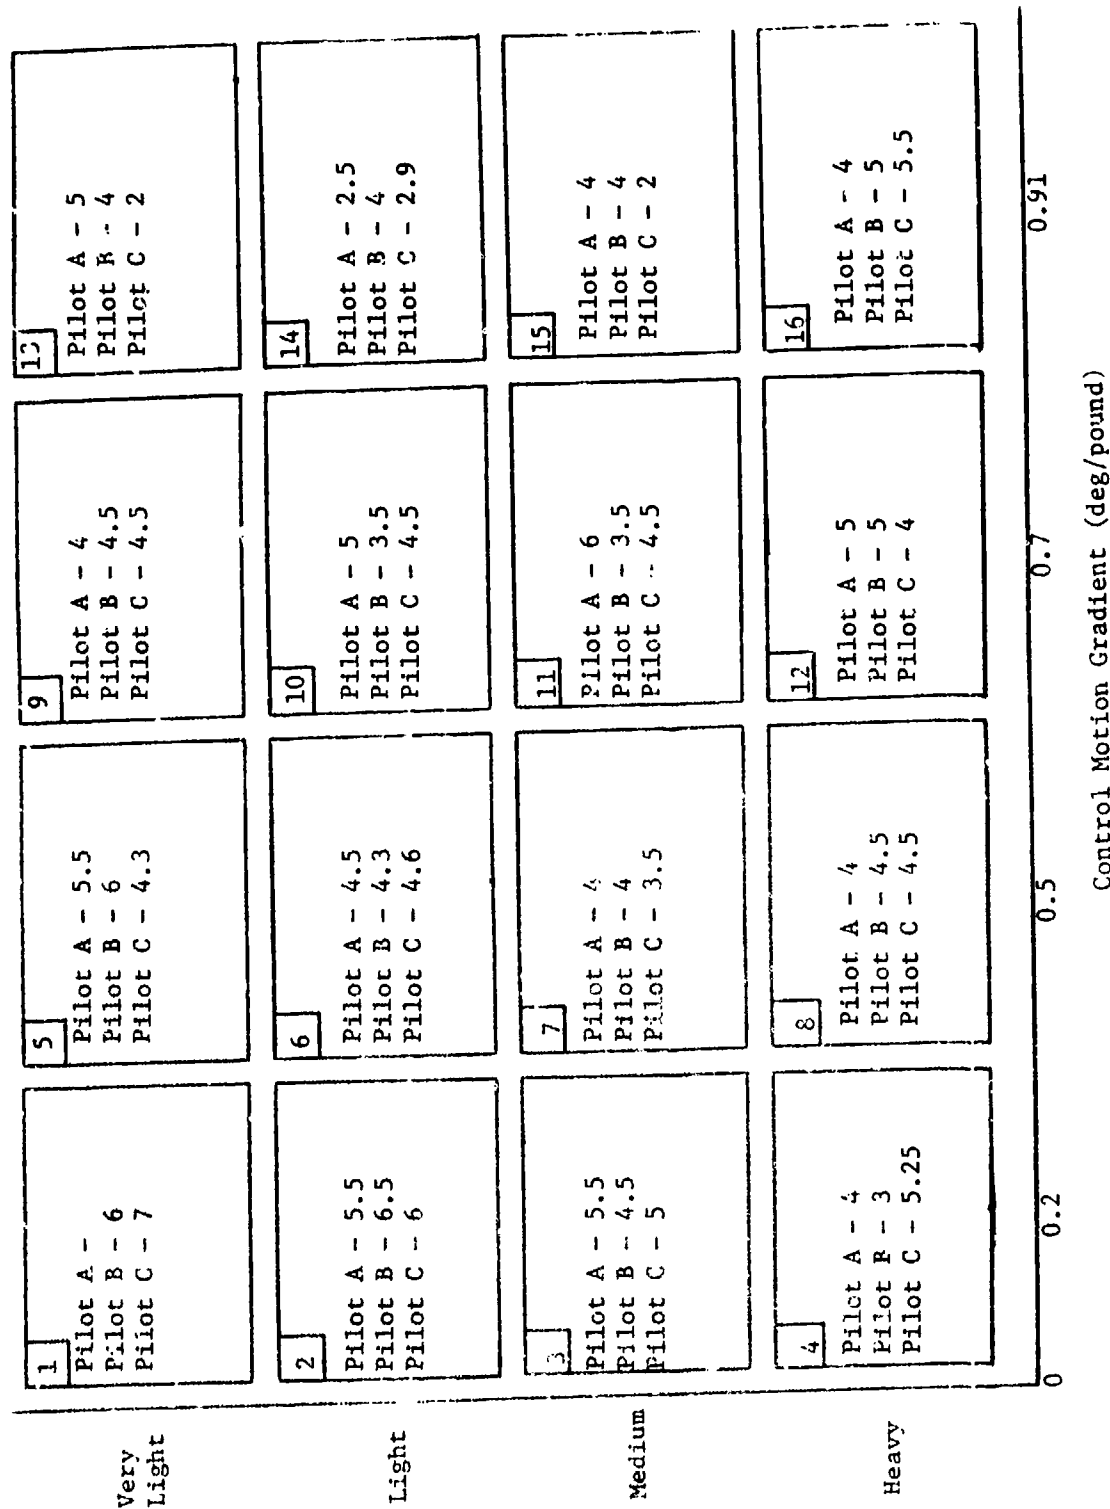 Very
Light
1
Pilot A -
Pilot B - 6
Pilot C - 7
5
Pilot A - 5.5
Pilot B - 6
Pilot C - 4.3
9
Pilot A - 4
Pilot B - 4.5
Pilot C - 4.5
13
Pilot A - 5
Pilot B - 4
Pilot C - 2
Light
2
Pilot A - 5.5
Pilot B - 6.5
Pilot C - 6
6
Pilot A - 4.5
Pilot B - 4.3
Pilot C - 4.6
10
Pilot A - 5
Pilot B - 3.5
Pilot C - 4.5
14
Pilot A - 2.5
Pilot B - 4
Pilot C - 2.9
Medium
3
Pilot A - 5.5
Pilot B - 4.5
Pilot C - 5
7
Pilot A - 4
Pilot B - 4
Pilot C - 3.5
11
Pilot A - 6
Pilot B - 3.5
Pilot C - 4.5
15
Pilot A - 4
Pilot B - 4
Pilot C - 2
Heavy
4
Pilot A - 4
Pilot B - 3
Pilot C - 5.25
8
Pilot A - 4
Pilot B - 4.5
Pilot C - 4.5
12
Pilot A - 5
Pilot B - 5
Pilot C - 4
16
Pilot A - 4
Pilot B - 5
Pilot C - 5.5
0 0.2 0.5 0.7 0.91
Control Motion Gradient (deg/pound)